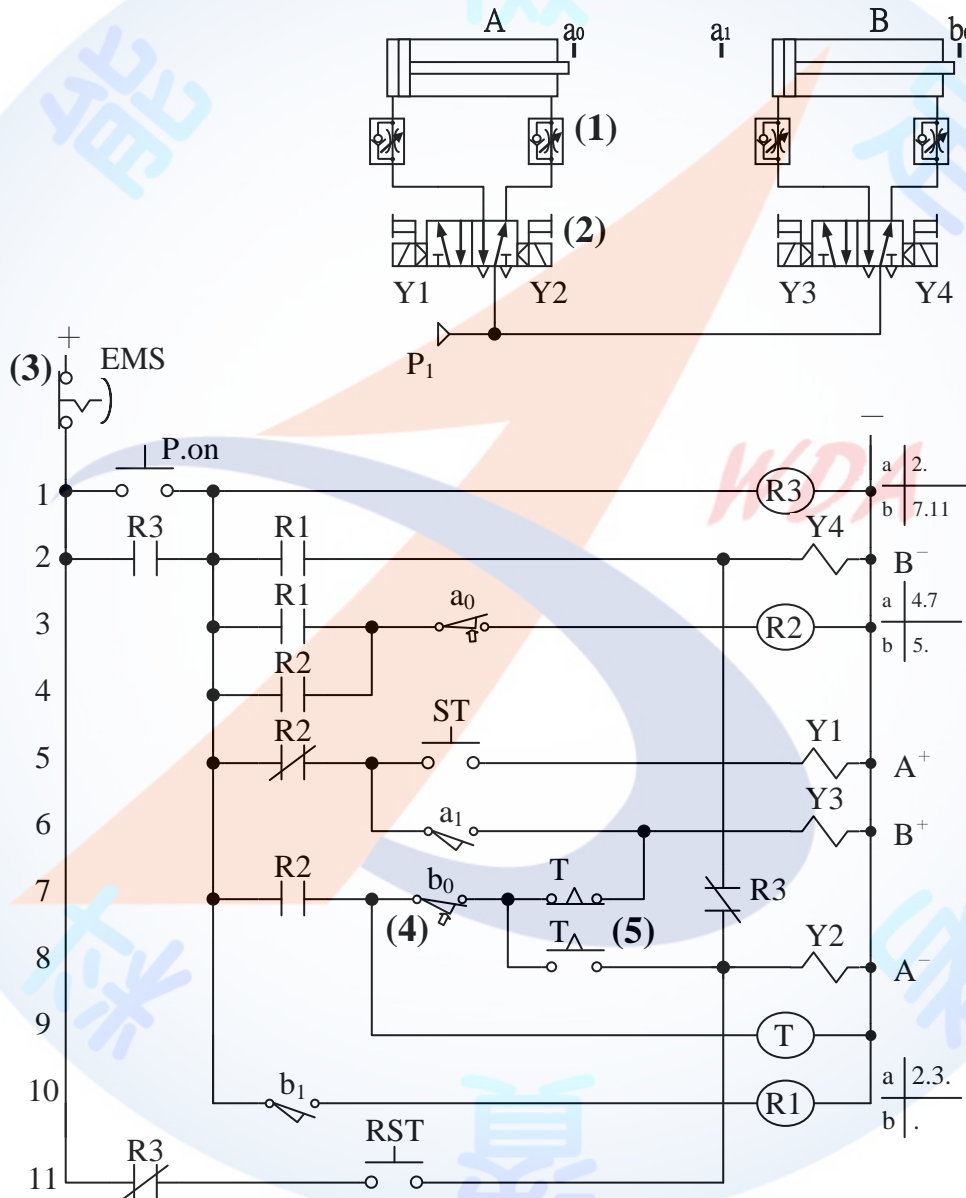 A B
a0 a1
(1)
(2)
Y1 Y2 Y3 Y4
P1
+
(3) EMS
−
P.on
1 R3 a 2.
b 7.11
R3 R1 Y4
2 B−
R1 a0
3 R2 a 4.7
b 5.
R2
4
R2 ST Y1
5 A+
a1 Y3
6 B+
R2 b0 T
7 R3
(4) T (5) Y2
8 A−
9 T
b1
10 R1 a 2.3.
b .
R3 RST
11
WDA
能